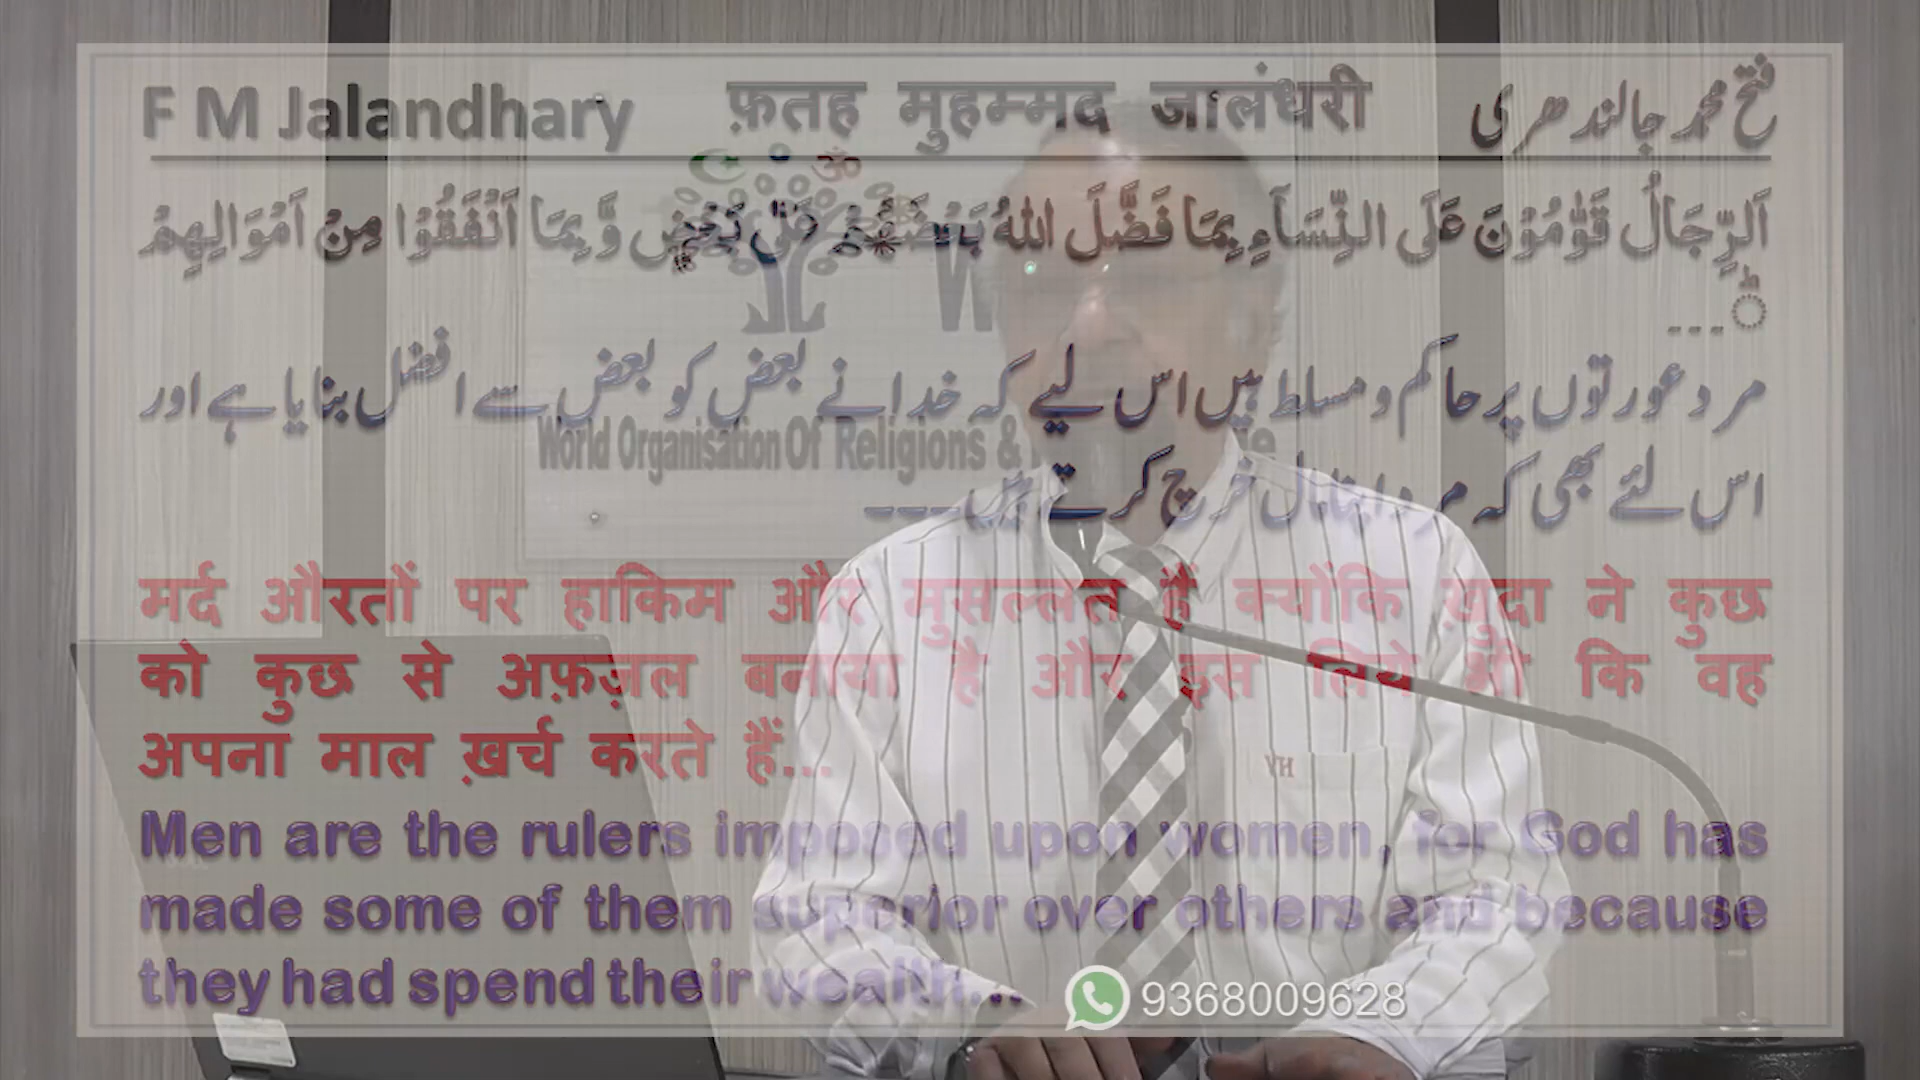 F M Jalandhary फ़तह मुहम्मद जालंधरी فتح محمد جالندھری
اَلرِّجَالُ قَوّٰمُوۡنَ عَلَى النِّسَآءِ بِمَا فَضَّلَ اللّٰهُ بَعۡضَهُمۡ عَلٰى بَعۡضٍ وَّبِمَاۤ اَنۡفَقُوۡا مِنۡ اَمۡوَالِهِمۡ
ؕ...
مرد عورتوں پر حاکم و مسلط ہیں اس لیے کہ خدا نے بعض کو بعض سے افضل بنایا ہے اور
اس لئے بھی کہ مرد اپنا مال خرچ کرتے ہیں ۔۔۔
World Organisation Of Religions &
मर्द औरतों पर हाकिम और मुसल्लत हैं क्योंकि ख़ुदा ने कुछ
को कुछ से अफ़ज़ल बनाया है और इस लिये भी कि वह
अपना माल ख़र्च करते हैं...
VH
Men are the rulers imposed upon women, for God has
made some of them superior over others and because
they had spend their wealth...
9368009628